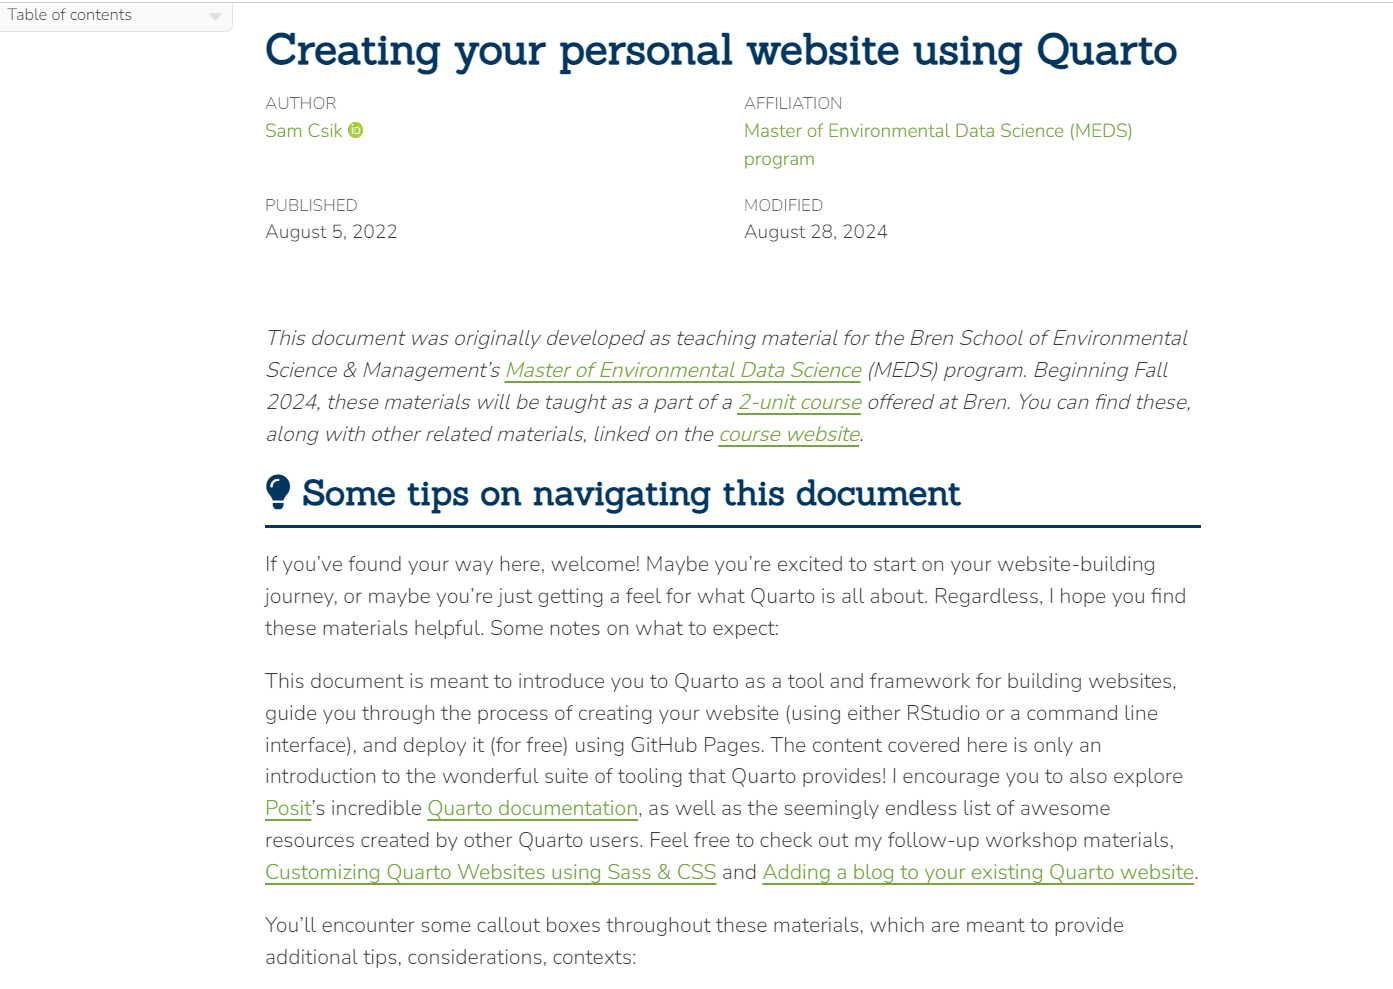 Table of contents
Creating your personal website using Quarto
AUTHOR
Sam Csik
AFFILIATION
Master of Environmental Data Science (MEDS)
program
PUBLISHED
August 5, 2022
MODIFIED
August 28, 2024
This document was originally developed as teaching material for the Bren School of Environmental
Science & Management’s Master of Environmental Data Science (MEDS) program. Beginning Fall
2024, these materials will be taught as a part of a 2-unit course offered at Bren. You can find these,
along with other related materials, linked on the course website.
Some tips on navigating this document
If you’ve found your way here, welcome! Maybe you’re excited to start on your website-building
journey, or maybe you’re just getting a feel for what Quarto is all about. Regardless, I hope you find
these materials helpful. Some notes on what to expect:
This document is meant to introduce you to Quarto as a tool and framework for building websites,
guide you through the process of creating your website (using either RStudio or a command line
interface), and deploy it (for free) using GitHub Pages. The content covered here is only an
introduction to the wonderful suite of tooling that Quarto provides! I encourage you to also explore
Posit’s incredible Quarto documentation, as well as the seemingly endless list of awesome
resources created by other Quarto users. Feel free to check out my follow-up workshop materials,
Customizing Quarto Websites using Sass & CSS and Adding a blog to your existing Quarto website.
You’ll encounter some callout boxes throughout these materials, which are meant to provide
additional tips, considerations, contexts: